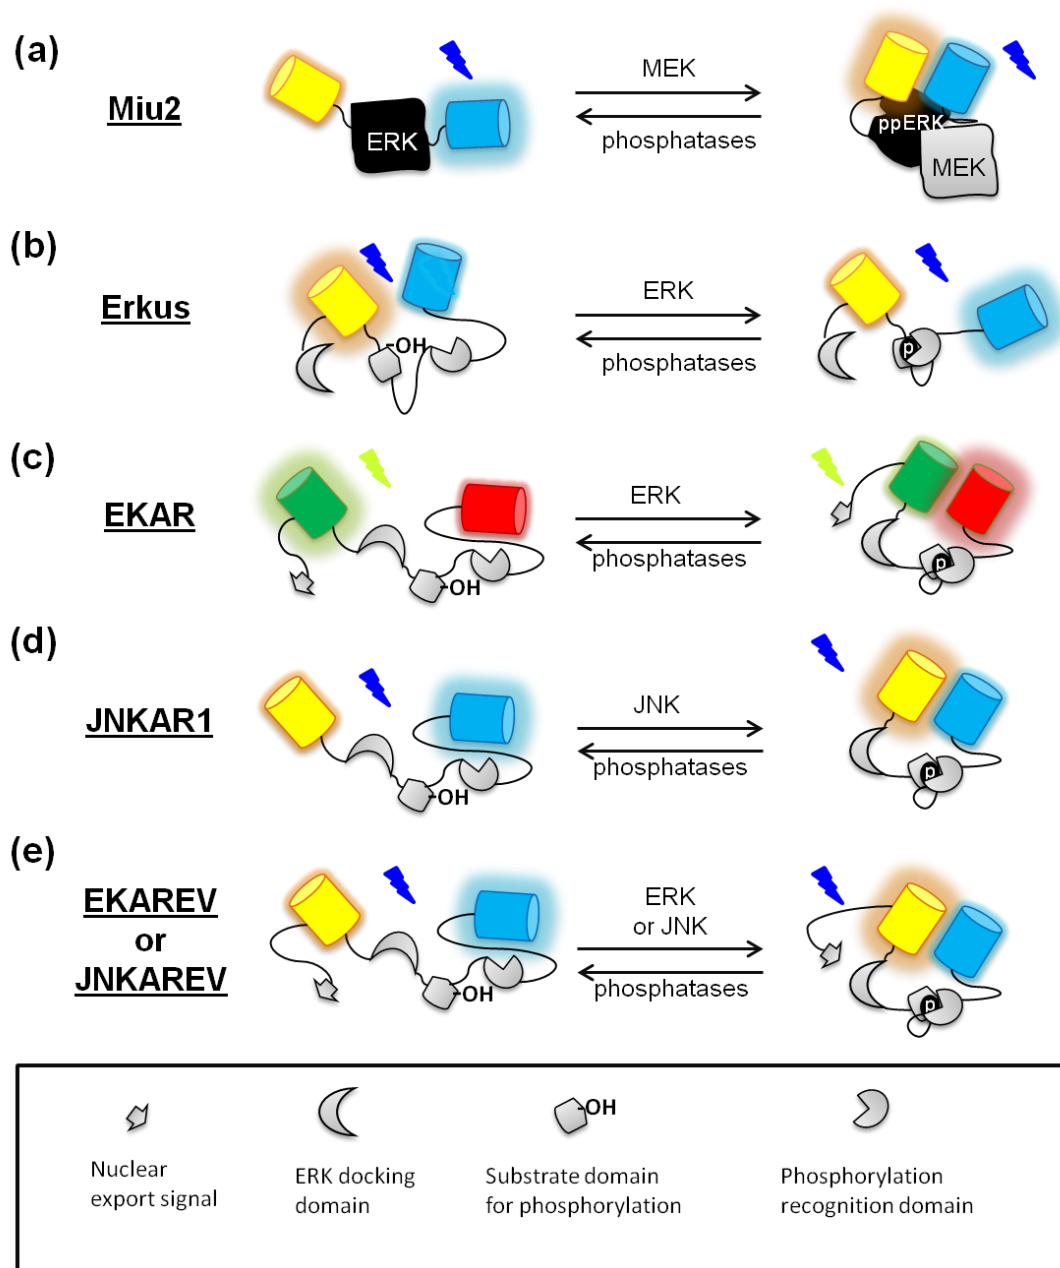 (a)
Miu2
ERK
MEK
phosphatases
ppERK
MEK
(b)
Erkus
-OH
ERK
phosphatases
p
(c)
EKAR
-OH
ERK
phosphatases
p
(d)
JNKAR1
-OH
JNK
phosphatases
p
(e)
EKAREV
or
JNKAREV
-OH
ERK
or JNK
phosphatases
p
Nuclear
export signal
ERK docking
domain
-OH
Substrate domain
for phosphorylation
Phosphorylation
recognition domain